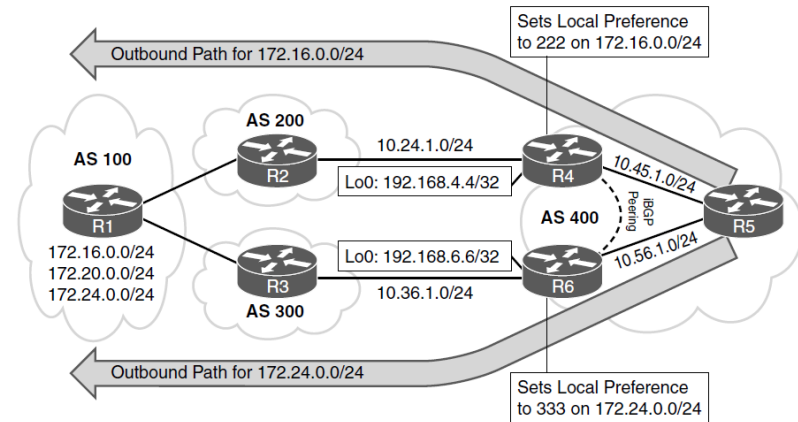 Sets Local Preference
to 222 on 172.16.0.0/24
Outbound Path for 172.16.0.0/24
AS 200
AS 100
10.24.1.0/24
R2
R4
10.45.1.0/24
Lo0: 192.168.4.4/32
R1
AS 400
iBGP
Peering
R5
172.16.0.0/24
172.20.0.0/24
172.24.0.0/24
Lo0: 192.168.6.6/32
10.56.1.0/24
R3
R6
10.36.1.0/24
AS 300
Outbound Path for 172.24.0.0/24
Sets Local Preference
to 333 on 172.24.0.0/24